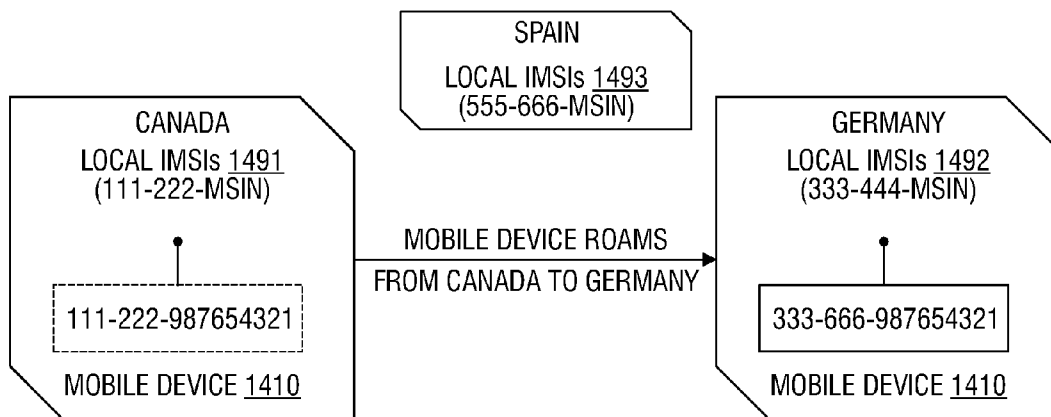 SPAIN
LOCAL IMSIs 1493
(555-666-MSIN)
CANADA
LOCAL IMSIs 1491
(111-222-MSIN)
111-222-987654321
MOBILE DEVICE 1410
MOBILE DEVICE ROAMS
FROM CANADA TO GERMANY
GERMANY
LOCAL IMSIs 1492
(333-444-MSIN)
333-666-987654321
MOBILE DEVICE 1410